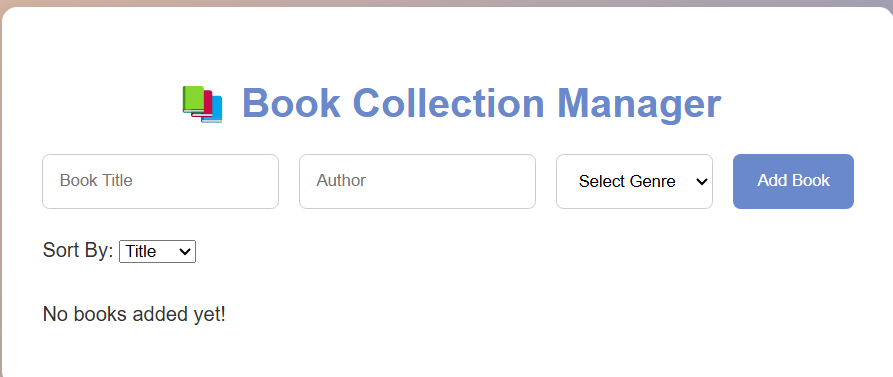 📚 Book Collection Manager
Book Title Author Select Genre Add Book
Sort By: Title
No books added yet!